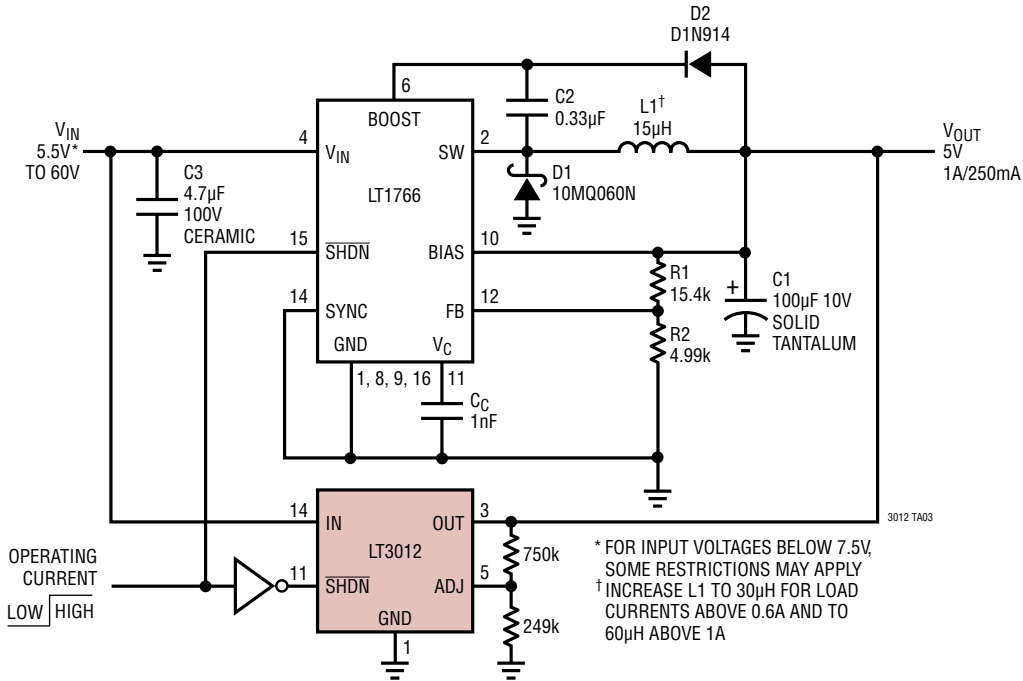 D2
D1N914
6
BOOST
C2
0.33µF
L1†
15µH
VIN
5.5V*
TO 60V
4
VIN
SW
2
VOUT
5V
1A/250mA
C3
4.7µF
100V
CERAMIC
LT1766
D1
10MQ060N
15
SHDN
BIAS
10
R1
15.4k
C1
+
100µF 10V
SOLID
TANTALUM
14
SYNC
FB
12
R2
4.99k
GND
VC
1, 8, 9, 16
11
CC
1nF
14
IN
OUT
3
3012 TA03
LT3012
750k
OPERATING
CURRENT
LOW HIGH
11
SHDN
ADJ
5
GND
1
249k
* FOR INPUT VOLTAGES BELOW 7.5V,
SOME RESTRICTIONS MAY APPLY
† INCREASE L1 TO 30µH FOR LOAD
CURRENTS ABOVE 0.6A AND TO
60µH ABOVE 1A